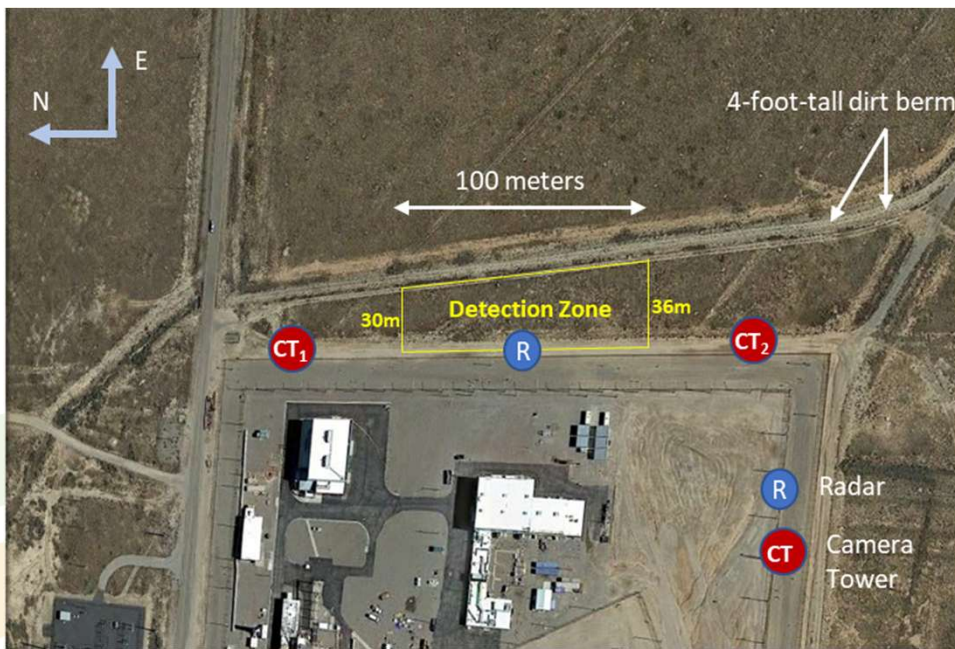 E
N
4-foot-tall dirt berm
100 meters
30m
Detection Zone
36m
CT₁
R
CT₂
R
Radar
CT
Camera
Tower